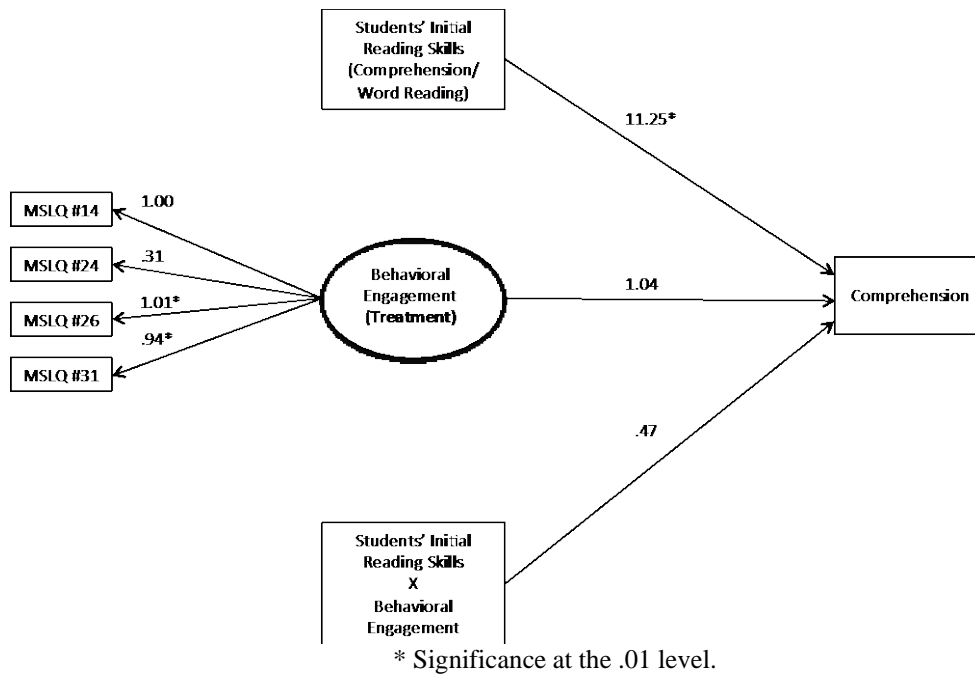 Students' Initial
Reading Skills
(Comprehension/
Word Reading)
11.25*
MSLQ #14
1.00
MSLQ #24
.31
MSLQ #26
1.01*
MSLQ #31
.94*
Behavioral
Engagement
(Treatment)
1.04
Comprehension
.47
Students' Initial
Reading Skills
X
Behavioral
Engagement
* Significance at the .01 level.